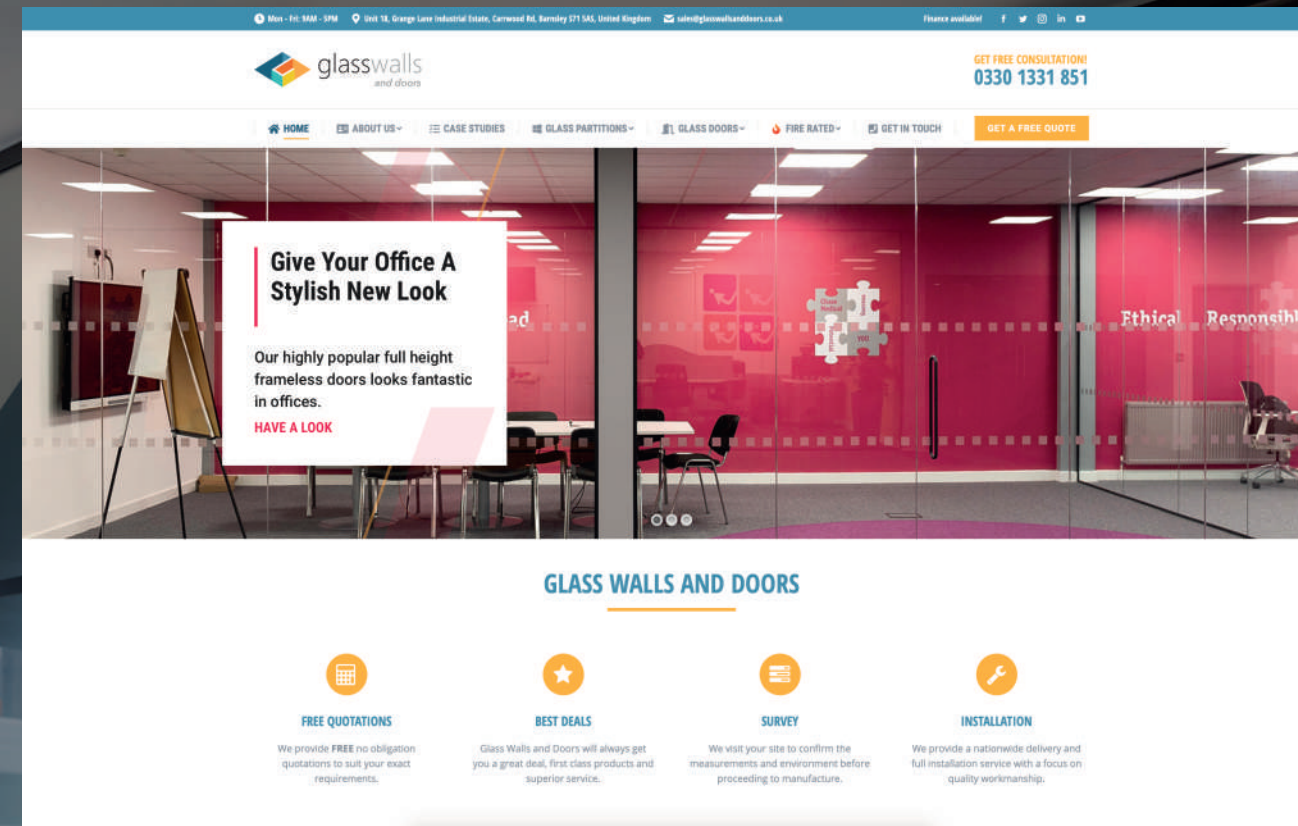 Mon - Fri: 9AM - 5PM Unit 18, Grange Lane Industrial Estate, Carrwood Rd, Barnsley S71 5AS, United Kingdom sales@glasswallsanddoors.co.uk Finance available!
glasswalls
and doors
GET FREE CONSULTATION!
0330 1331 851
HOME ABOUT US CASE STUDIES GLASS PARTITIONS GLASS DOORS FIRE RATED GET IN TOUCH GET A FREE QUOTE
Give Your Office A
Stylish New Look
Our highly popular full height
frameless doors looks fantastic
in offices.
HAVE A LOOK
ad
Chase
Medical
Success
YOU
Ethical Responsibl
GLASS WALLS AND DOORS
FREE QUOTATIONS
We provide FREE no obligation
quotations to suit your exact
requirements.
BEST DEALS
Glass Walls and Doors will always get
you a great deal, first class products and
superior service.
SURVEY
We visit your site to confirm the
measurements and environment before
proceeding to manufacture.
INSTALLATION
We provide a nationwide delivery and
full installation service with a focus on
quality workmanship.